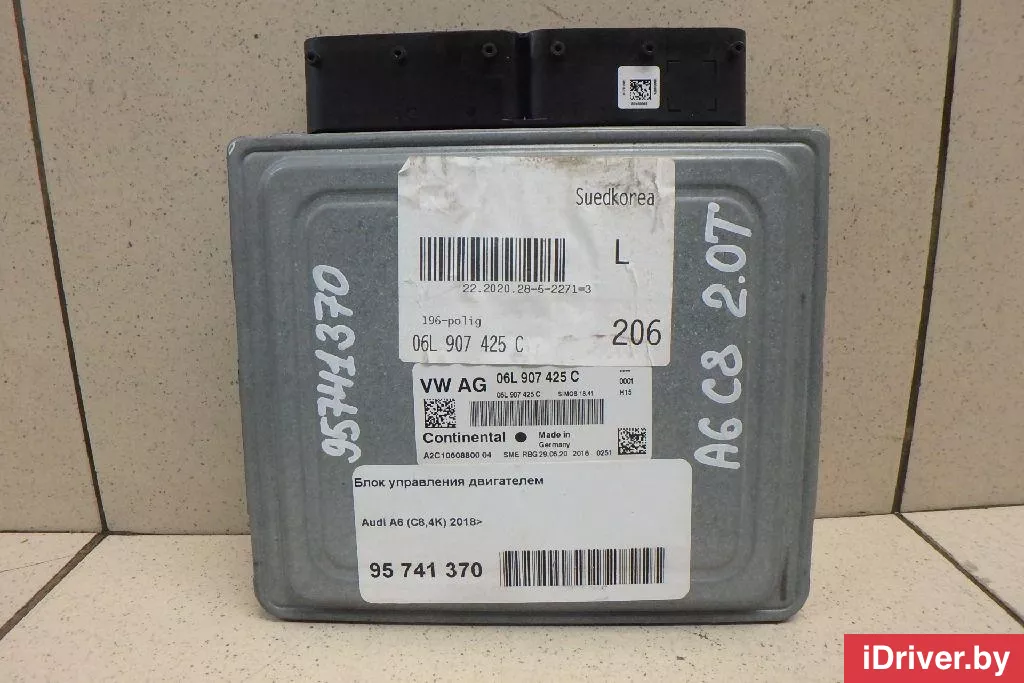 Suedkorea
L
22.2020.28-6-2271=3
196-polig
206
06L 907 425 C
VW AG 06L 907 425 C
0001
06L 907 425 C SIMOS 18.41 H15
Continental Made in
Germany
A2C10608800 04 SME RBG 29.06.20 2016 0251
Блок управления двигателем
Audi A6 (C8,4K) 2018>
95 741 370
95741370
A6 C8 2.0T
iDriver.by